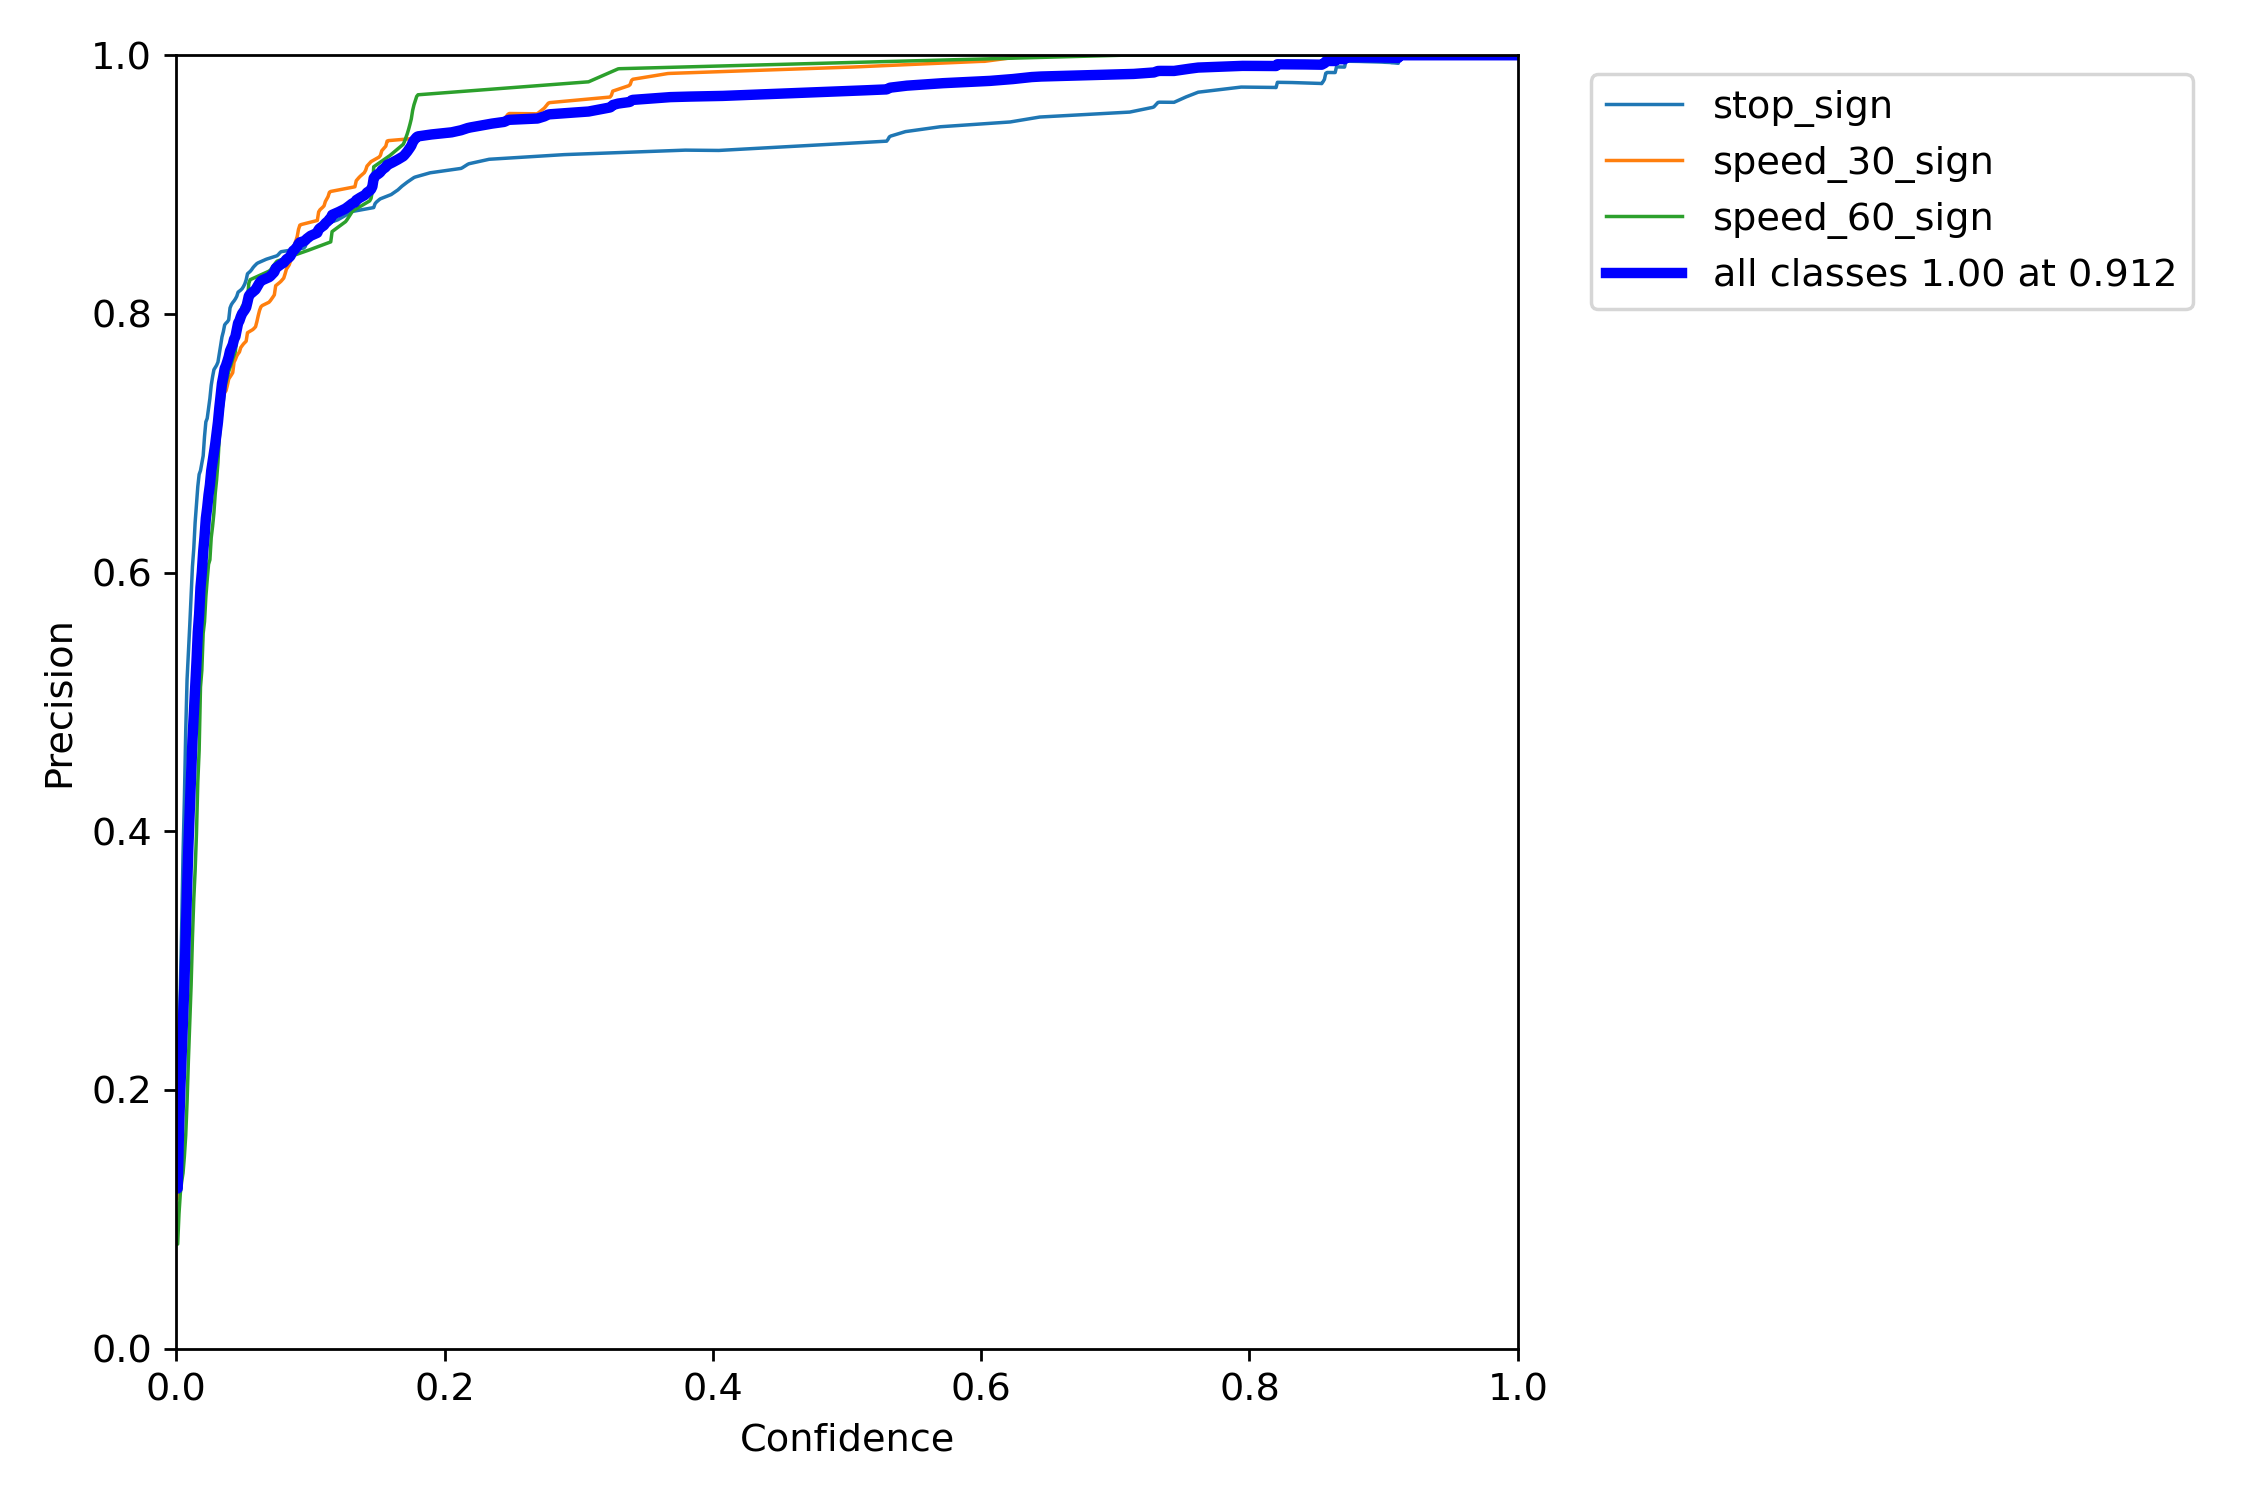 1.0
0.8
0.6
0.4
0.2
0.0
Precision
0.0 0.2 0.4 0.6 0.8 1.0
Confidence
stop_sign
speed_30_sign
speed_60_sign
all classes 1.00 at 0.912